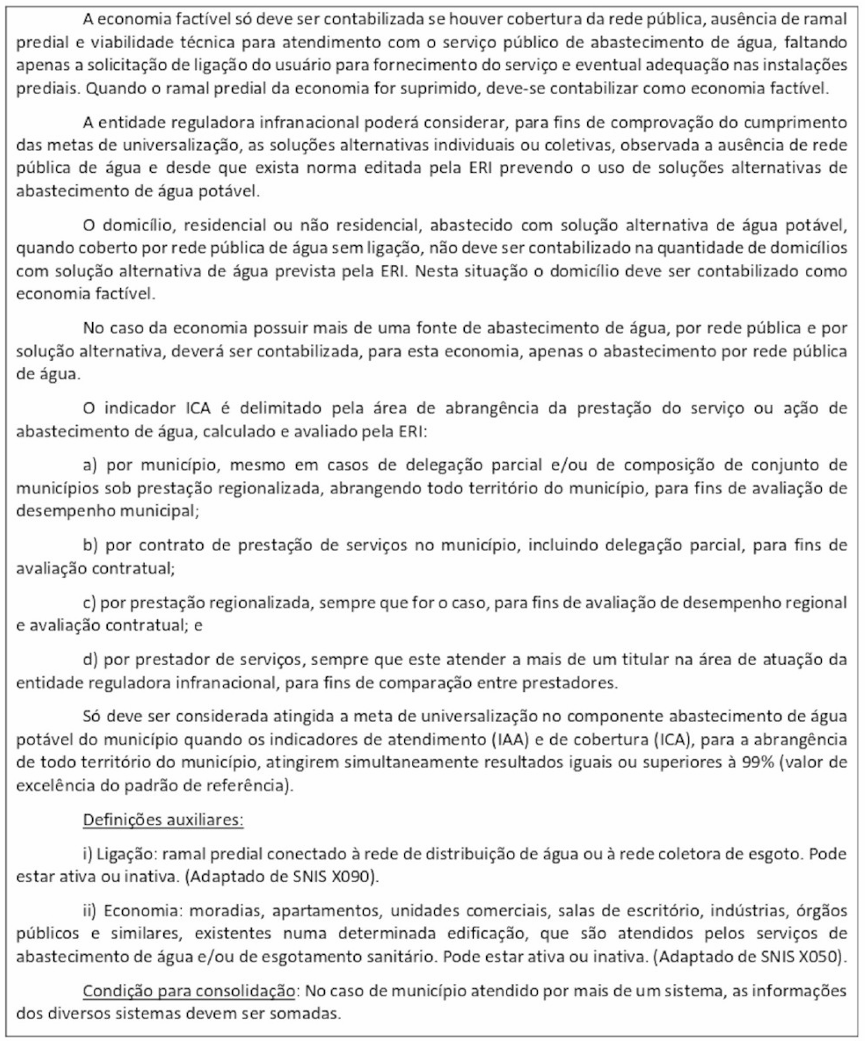 A economia factível só deve ser contabilizada se houver cobertura da rede pública, ausência de ramal
predial e viabilidade técnica para atendimento com o serviço público de abastecimento de água, faltando
apenas a solicitação de ligação do usuário para fornecimento do serviço e eventual adequação nas instalações
prediais. Quando o ramal predial da economia for suprimido, deve-se contabilizar como economia factível.
A entidade reguladora infranacional poderá considerar, para fins de comprovação do cumprimento
das metas de universalização, as soluções alternativas individuais ou coletivas, observada a ausência de rede
pública de água e desde que exista norma editada pela ERI prevendo o uso de soluções alternativas de
abastecimento de água potável.
O domicílio, residencial ou não residencial, abastecido com solução alternativa de água potável,
quando coberto por rede pública de água sem ligação, não deve ser contabilizado na quantidade de domicílios
com solução alternativa de água prevista pela ERI. Nesta situação o domicílio deve ser contabilizado como
economia factível.
No caso da economia possuir mais de uma fonte de abastecimento de água, por rede pública e por
solução alternativa, deverá ser contabilizada, para esta economia, apenas o abastecimento por rede pública
de água.
O indicador ICA é delimitado pela área de abrangência da prestação do serviço ou ação de
abastecimento de água, calculado e avaliado pela ERI:
a) por município, mesmo em casos de delegação parcial e/ou de composição de conjunto de
municípios sob prestação regionalizada, abrangendo todo território do município, para fins de avaliação de
desempenho municipal;
b) por contrato de prestação de serviços no município, incluindo delegação parcial, para fins de
avaliação contratual;
c) por prestação regionalizada, sempre que for o caso, para fins de avaliação de desempenho regional
e avaliação contratual; e
d) por prestador de serviços, sempre que este atender a mais de um titular na área de atuação da
entidade reguladora infranacional, para fins de comparação entre prestadores.
Só deve ser considerada atingida a meta de universalização no componente abastecimento de água
potável do município quando os indicadores de atendimento (IAA) e de cobertura (ICA), para a abrangência
de todo território do município, atingirem simultaneamente resultados iguais ou superiores à 99% (valor de
excelência do padrão de referência).
Definições auxiliares:
i) Ligação: ramal predial conectado à rede de distribuição de água ou à rede coletora de esgoto. Pode
estar ativa ou inativa. (Adaptado de SNIS X090).
ii) Economia: moradias, apartamentos, unidades comerciais, salas de escritório, indústrias, órgãos
públicos e similares, existentes numa determinada edificação, que são atendidos pelos serviços de
abastecimento de água e/ou de esgotamento sanitário. Pode estar ativa ou inativa. (Adaptado de SNIS X050).
Condição para consolidação: No caso de município atendido por mais de um sistema, as informações
dos diversos sistemas devem ser somadas.